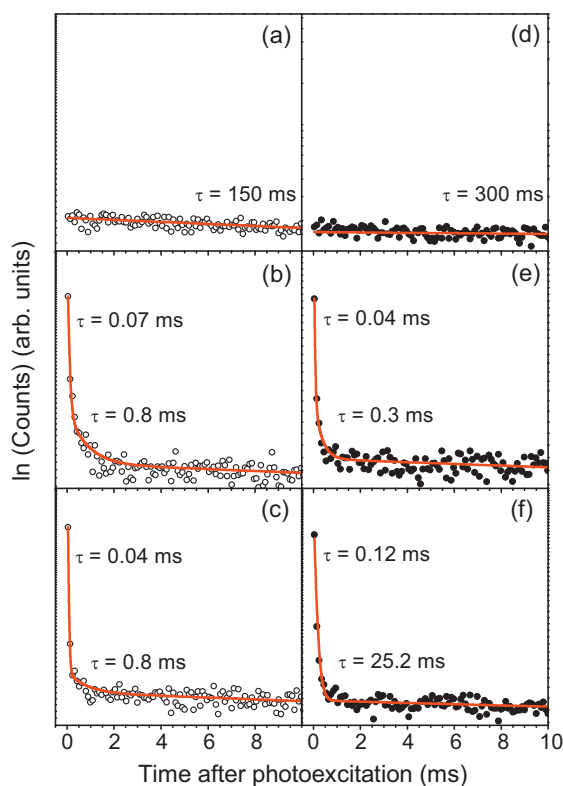 (a)
τ = 150 ms
(d)
τ = 300 ms
(b)
τ = 0.07 ms
τ = 0.8 ms
(e)
τ = 0.04 ms
τ = 0.3 ms
(c)
τ = 0.04 ms
τ = 0.8 ms
(f)
τ = 0.12 ms
τ = 25.2 ms
ln (Counts) (arb. units)
0 2 4 6 8 0 2 4 6 8 10
Time after photoexcitation (ms)